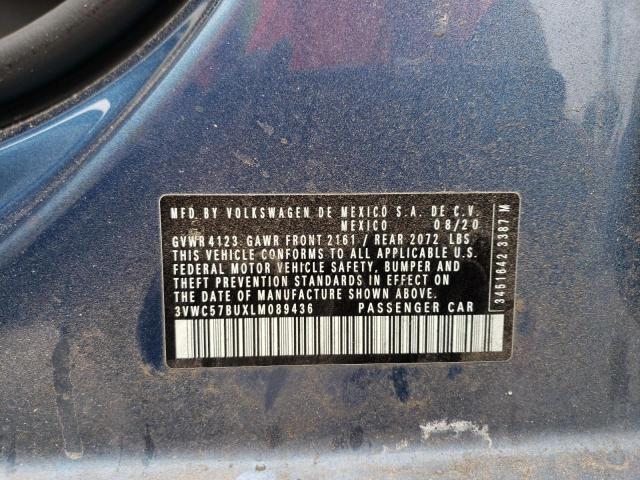 MFD.BY VOLKSWAGEN DE MEXICO S.A. DE C.V.
MEXICO 08/20
GVWR 4123 GAWR FRONT 2161 / REAR 2072 LBS
THIS VEHICLE CONFORMS TO ALL APPLICABLE U.S.
FEDERAL MOTOR VEHICLE SAFETY, BUMPER AND
THEFT PREVENTION STANDARDS IN EFFECT ON
THE DATE OF MANUFACTURE SHOWN ABOVE.
3VWC57BUXLM089436 PASSENGER CAR
3451642 3387 M